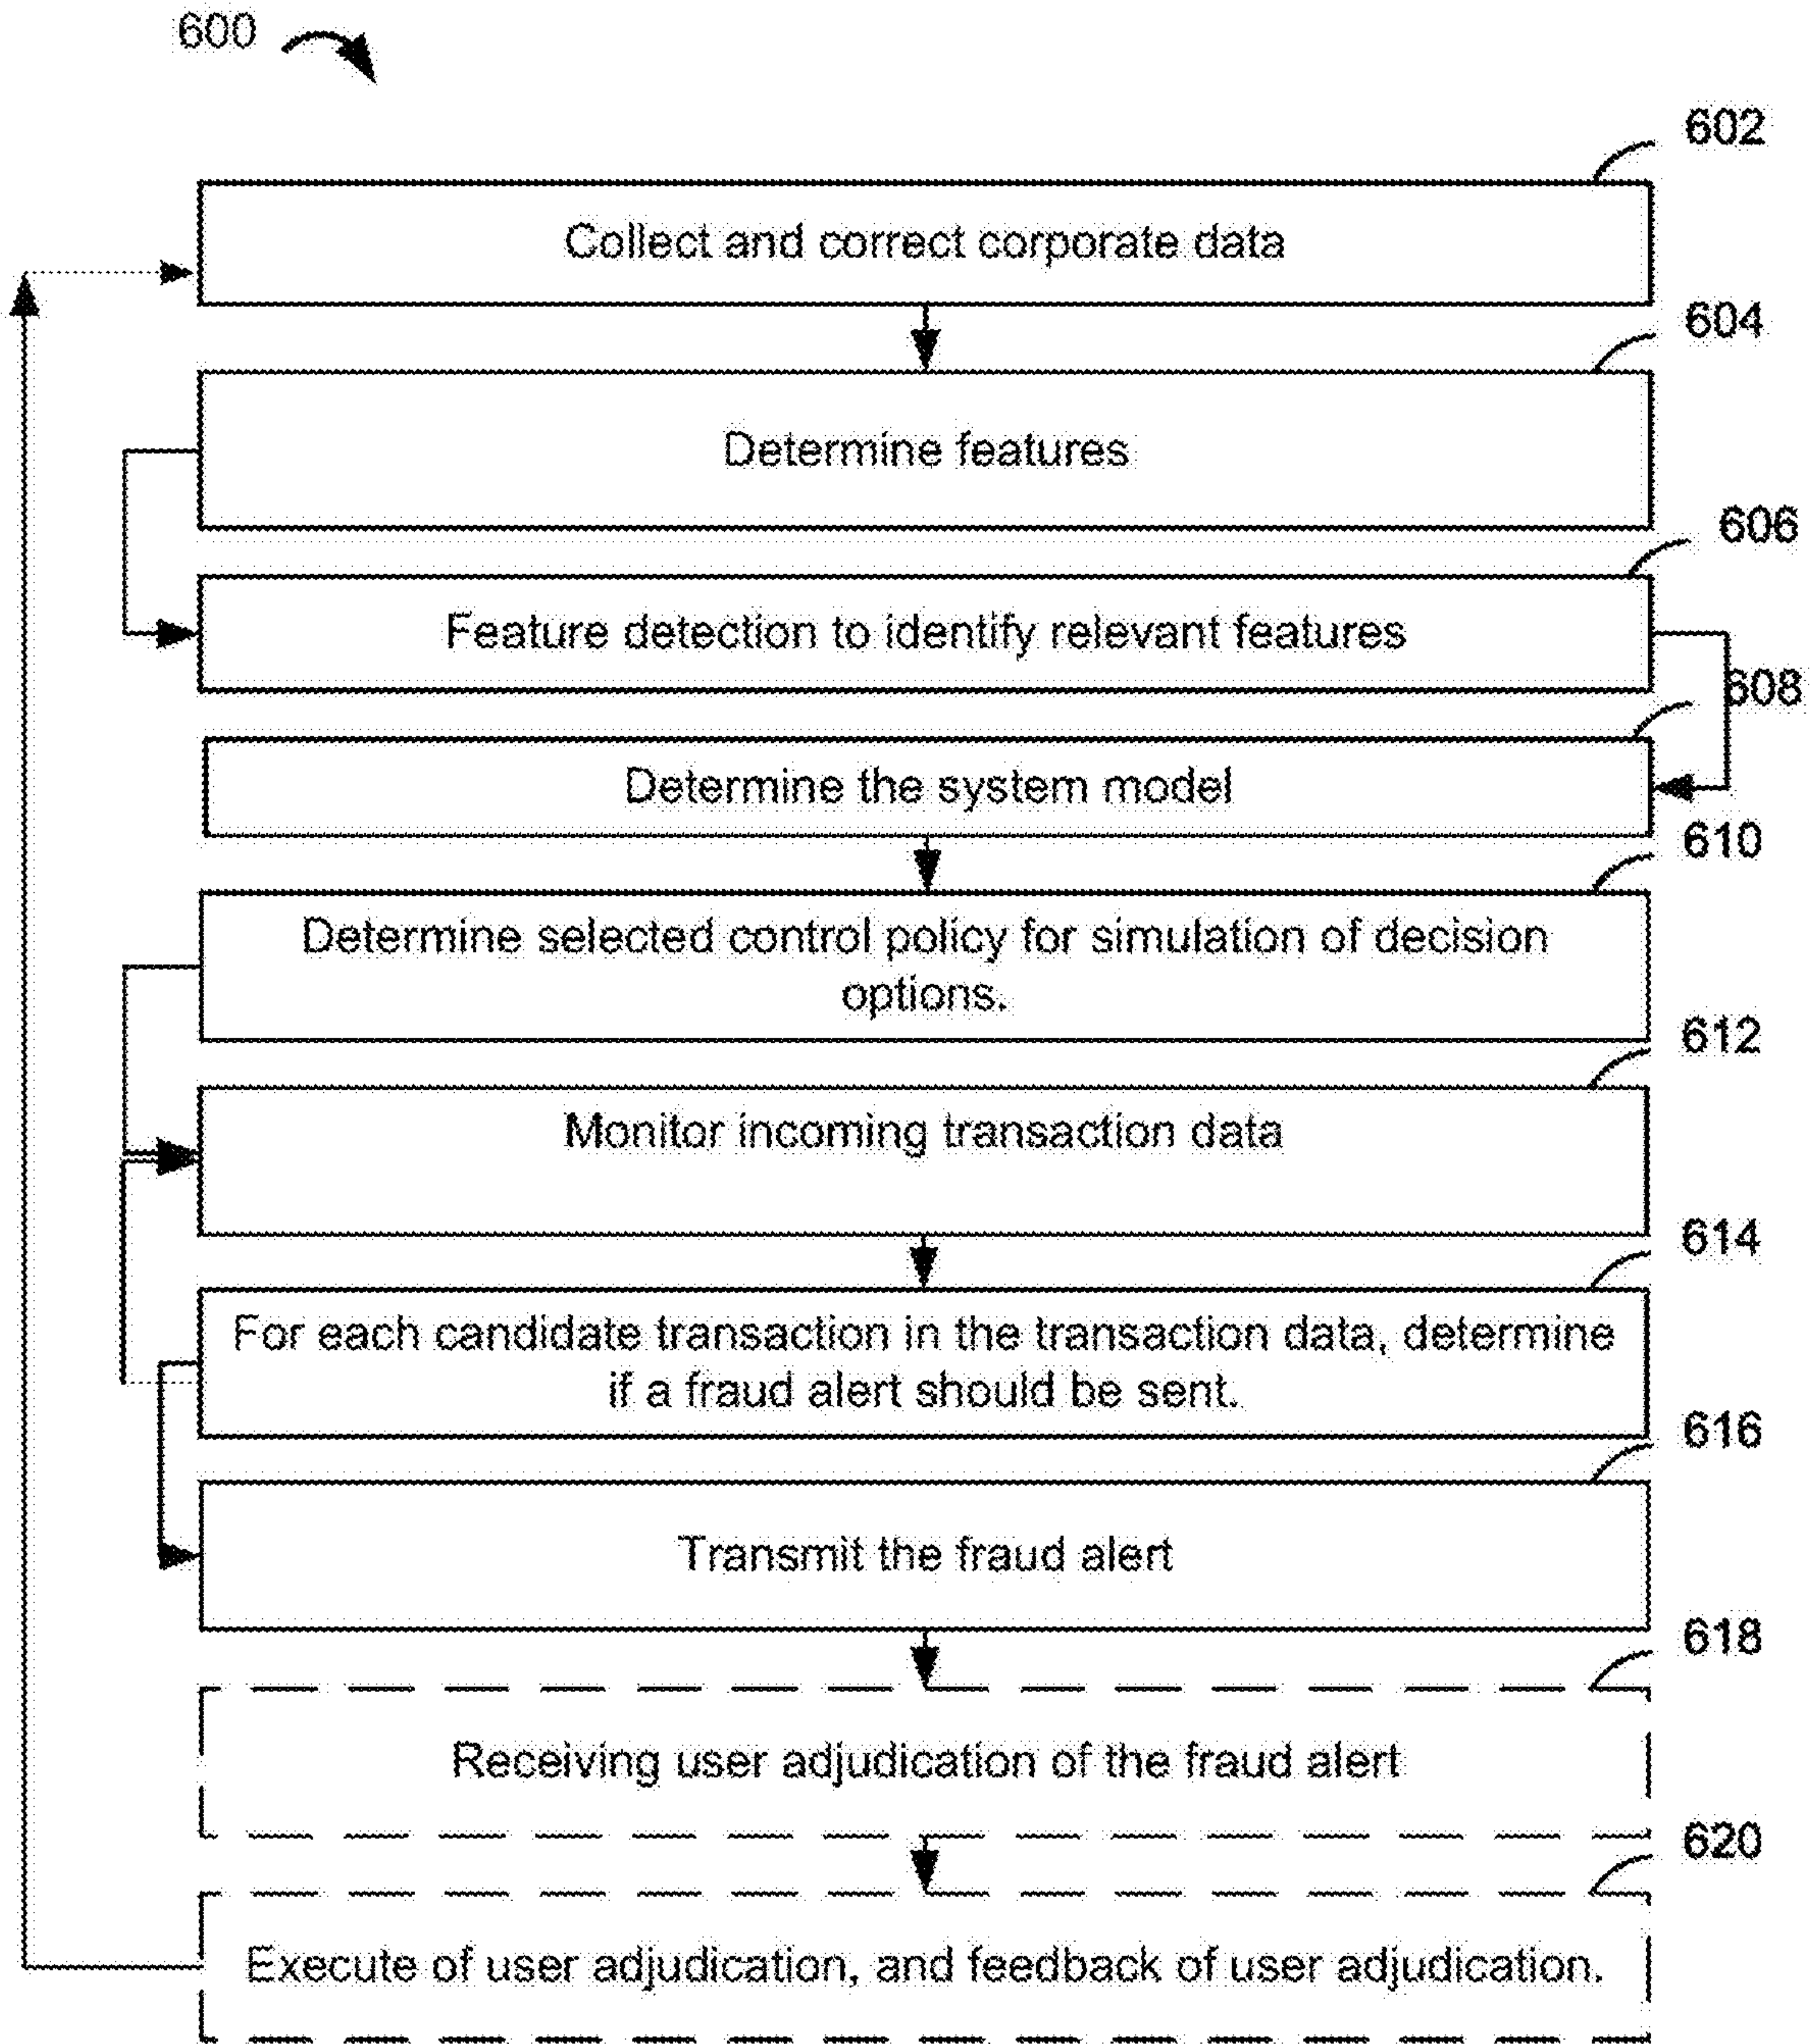 600
602
Collect and correct corporate data
604
Determine features
606
Feature detection to identify relevant features
608
Determine the system model
610
Determine selected control policy for simulation of decision
options.
612
Monitor incoming transaction data
614
For each candidate transaction in the transaction data, determine
if a fraud alert should be sent.
616
Transmit the fraud alert
618
Receiving user adjudication of the fraud alert
620
Execute of user adjudication, and feedback of user adjudication.